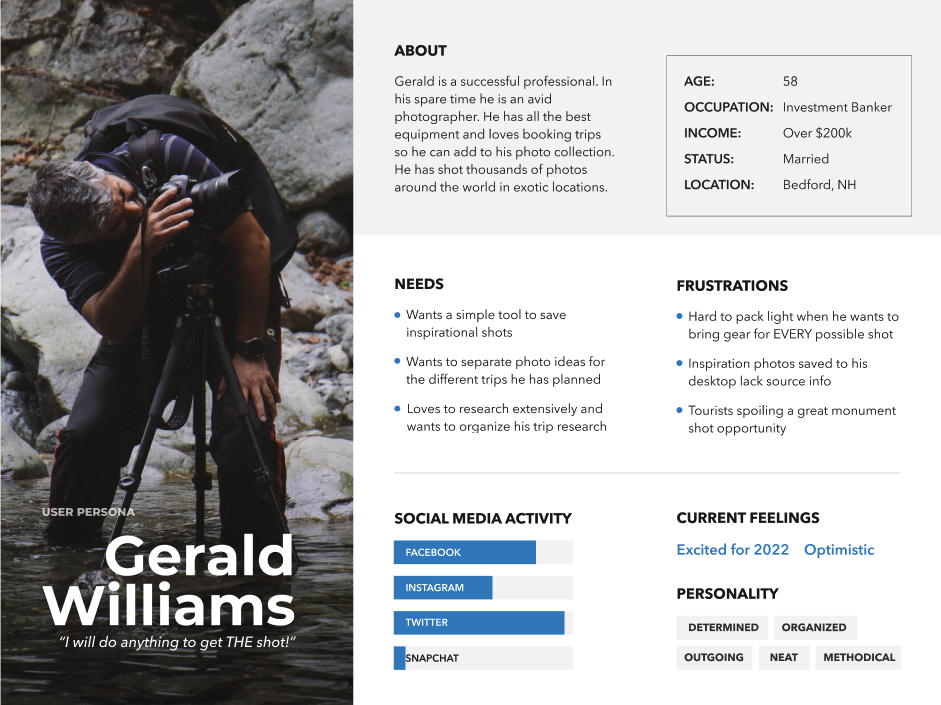 ABOUT
Gerald is a successful professional. In
his spare time he is an avid
photographer. He has all the best
equipment and loves booking trips
so he can add to his photo collection.
He has shot thousands of photos
around the world in exotic locations.
AGE: 58
OCCUPATION: Investment Banker
INCOME: Over $200k
STATUS: Married
LOCATION: Bedford, NH
NEEDS
• Wants a simple tool to save
inspirational shots
• Wants to separate photo ideas for
the different trips he has planned
• Loves to research extensively and
wants to organize his trip research
FRUSTRATIONS
• Hard to pack light when he wants to
bring gear for EVERY possible shot
• Inspiration photos saved to his
desktop lack source info
• Tourists spoiling a great monument
shot opportunity
USER PERSONA
Gerald
Williams
“I will do anything to get THE shot!”
SOCIAL MEDIA ACTIVITY
FACEBOOK
INSTAGRAM
TWITTER
SNAPCHAT
CURRENT FEELINGS
Excited for 2022 Optimistic
PERSONALITY
DETERMINED ORGANIZED
OUTGOING NEAT METHODICAL